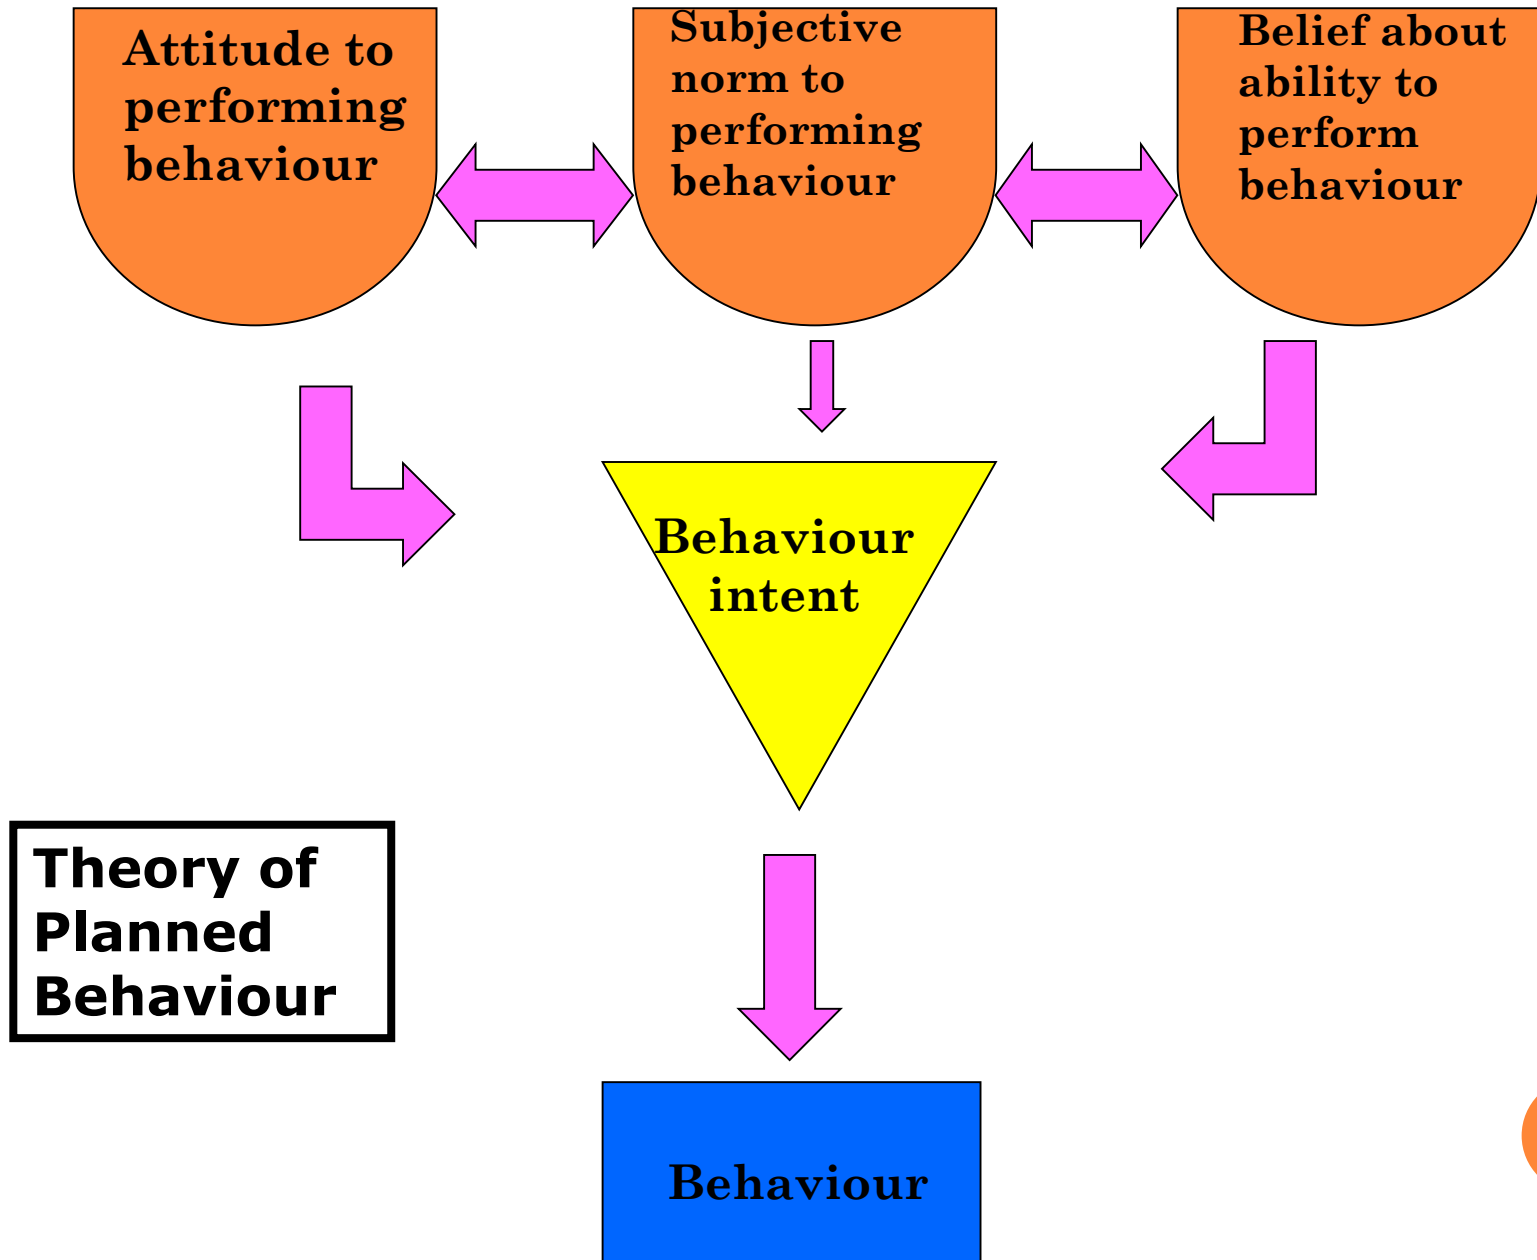 Attitude to
performing
behaviour
Subjective
norm to
performing
behaviour
Belief about
ability to
perform
behaviour
Behaviour
intent
Theory of
Planned
Behaviour
Behaviour